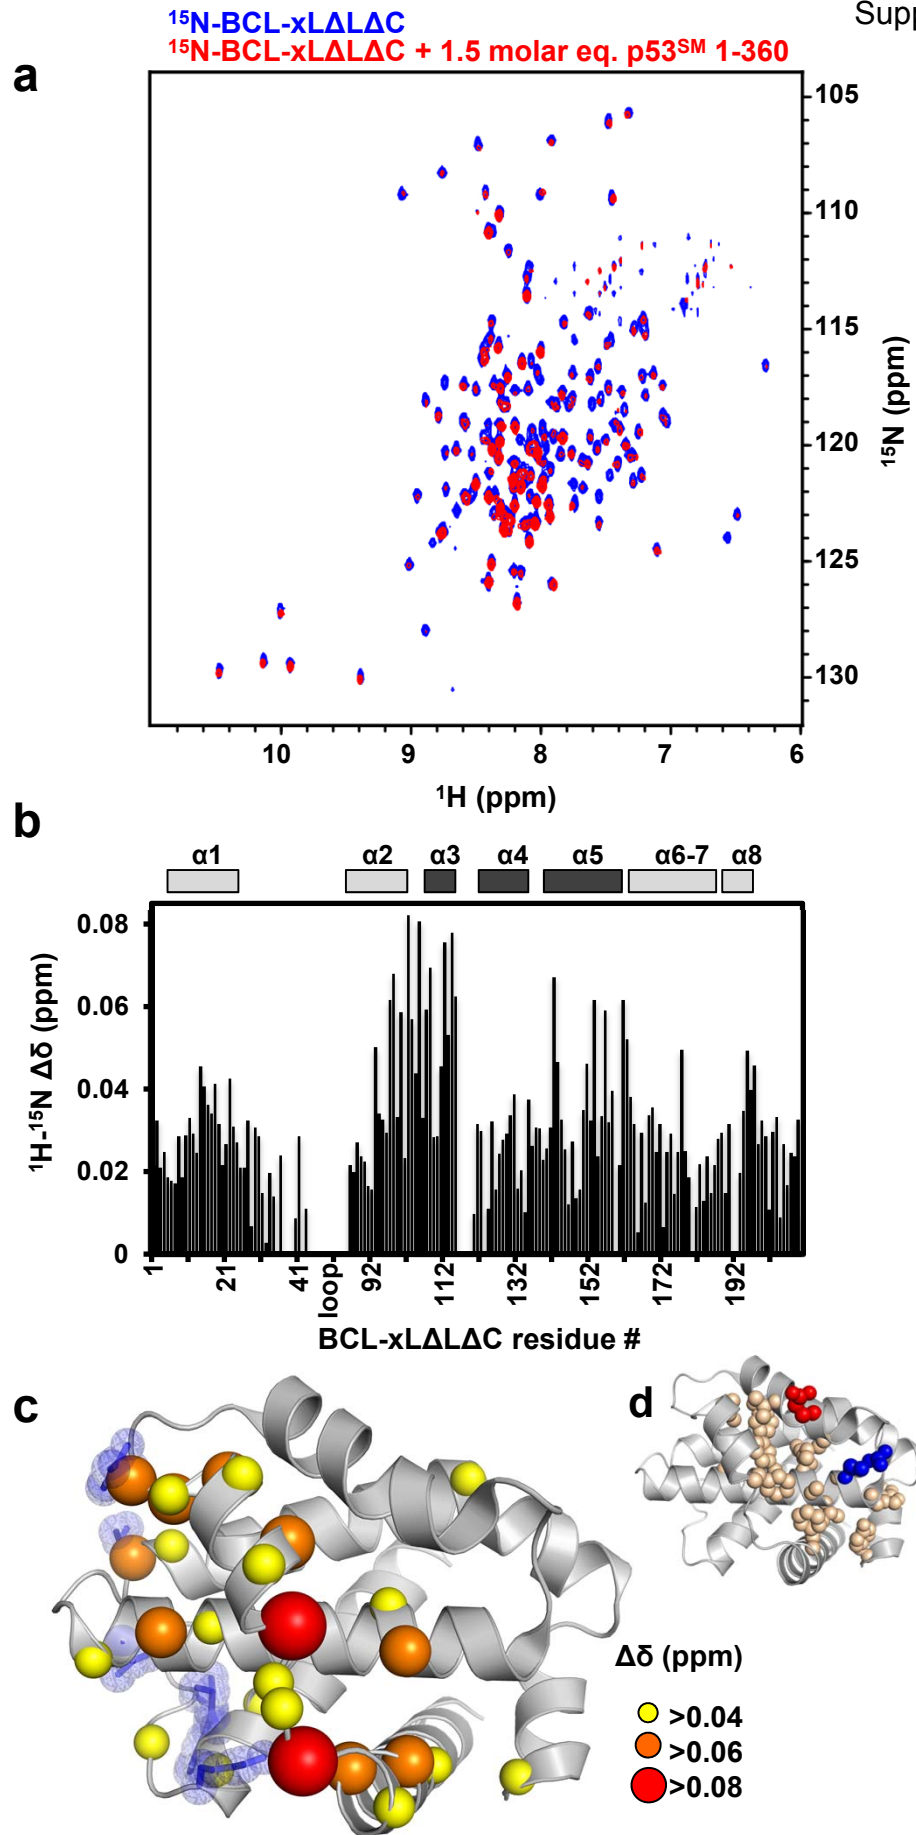 Supp
¹⁵N-BCL-xLΔLΔC
¹⁵N-BCL-xLΔLΔC + 1.5 molar eq. p53ˢᴹ 1-360
a
105
110
115
120
125
130
¹⁵N (ppm)
10 9 8 7 6
¹H (ppm)
b
α1 α2 α3 α4 α5 α6-7 α8
0.08
0.06
0.04
0.02
0
¹H-¹⁵N Δδ (ppm)
1 21 41 loop 92 112 132 152 172 192
BCL-xLΔLΔC residue #
c
d
Δδ (ppm)
>0.04
>0.06
>0.08